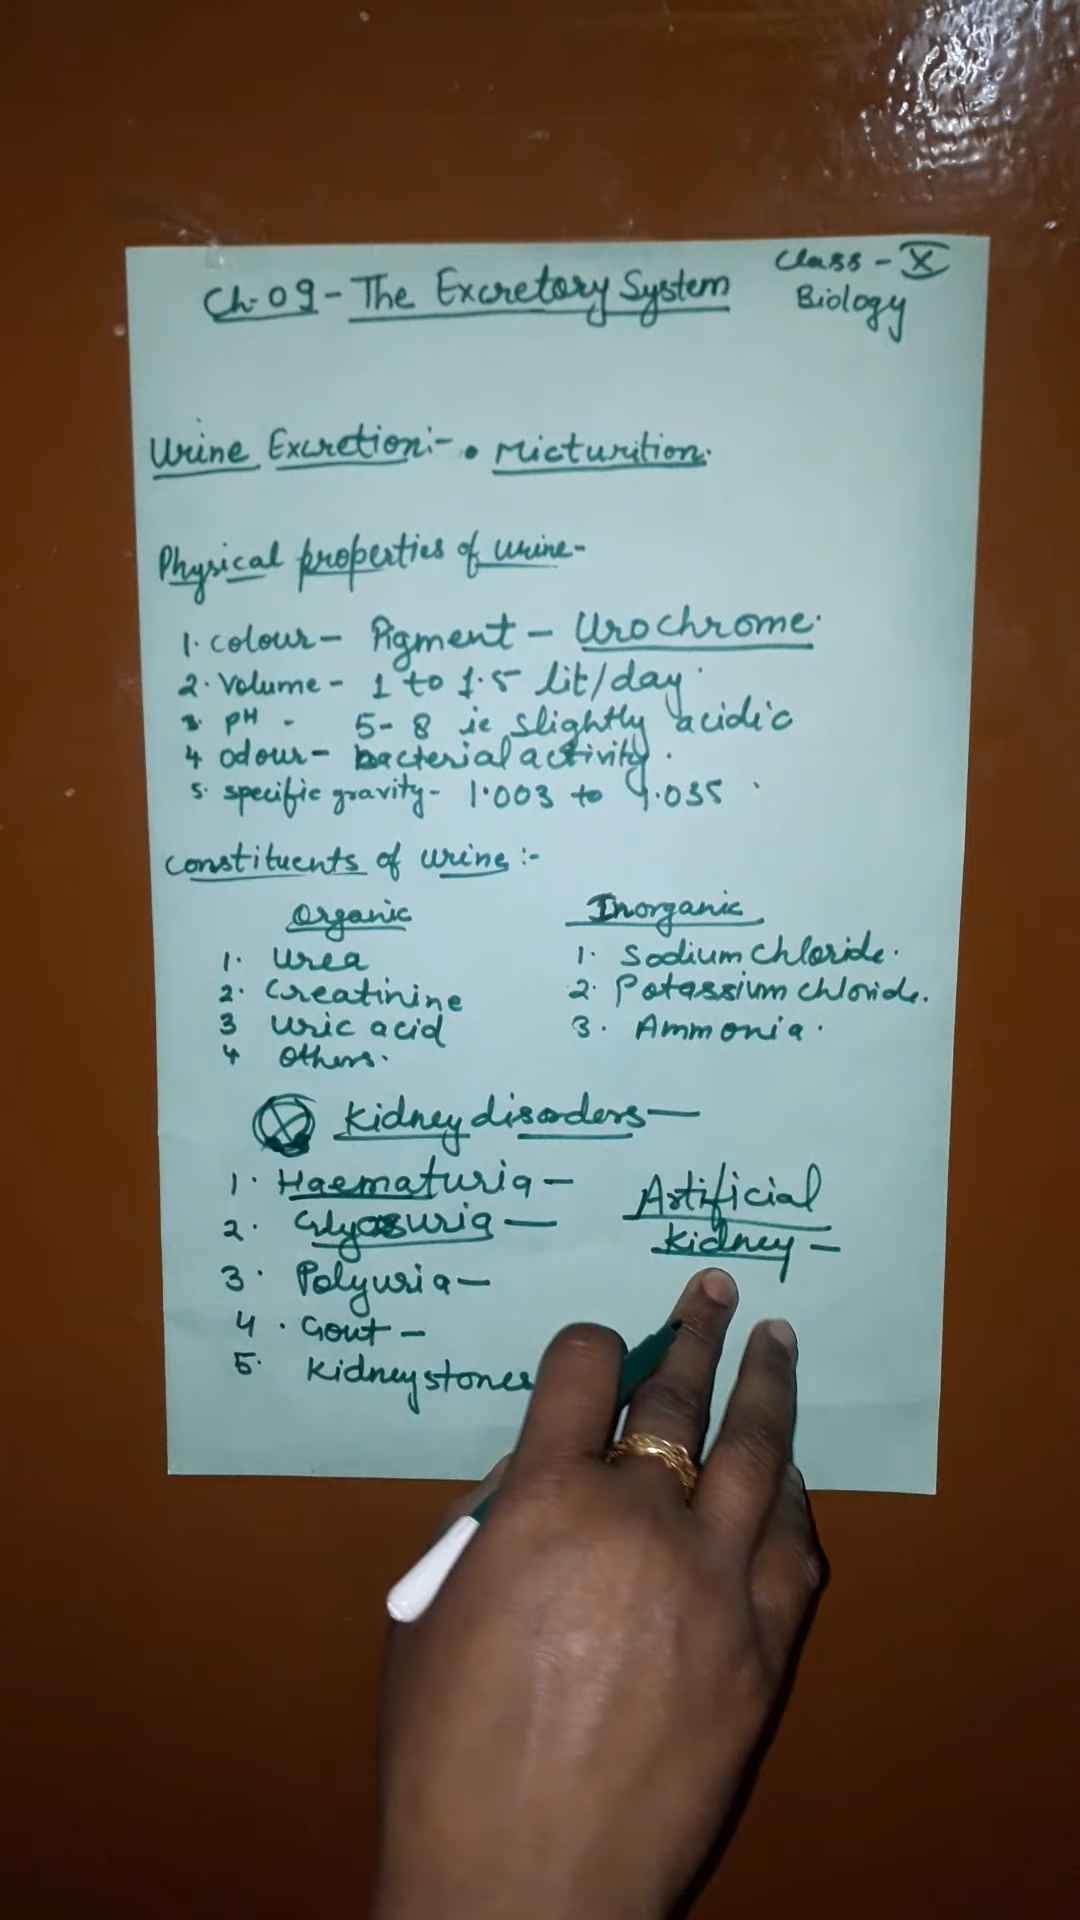 Ch-09 - The Excretory System
Class - X
Biology
Urine Excretion:- • Micturition.
Physical properties of urine-
1. colour - Pigment - Urochrome.
2. Volume - 1 to 1.5 lit/day.
3. pH - 5-8 ie slightly acidic
4 odour - bacterial activity.
5. specific gravity - 1.003 to 1.035.
constituents of urine:-
Organic
1. Urea
2. Creatinine
3 Uric acid
4 Others.
Inorganic
1. Sodium chloride.
2. Potassium chloride.
3. Ammonia.
Kidney disoders-
1. Haematuria -
2. Glycosuria -
3. Polyuria -
4. Gout -
5. Kidney stones
Artificial
Kidney -